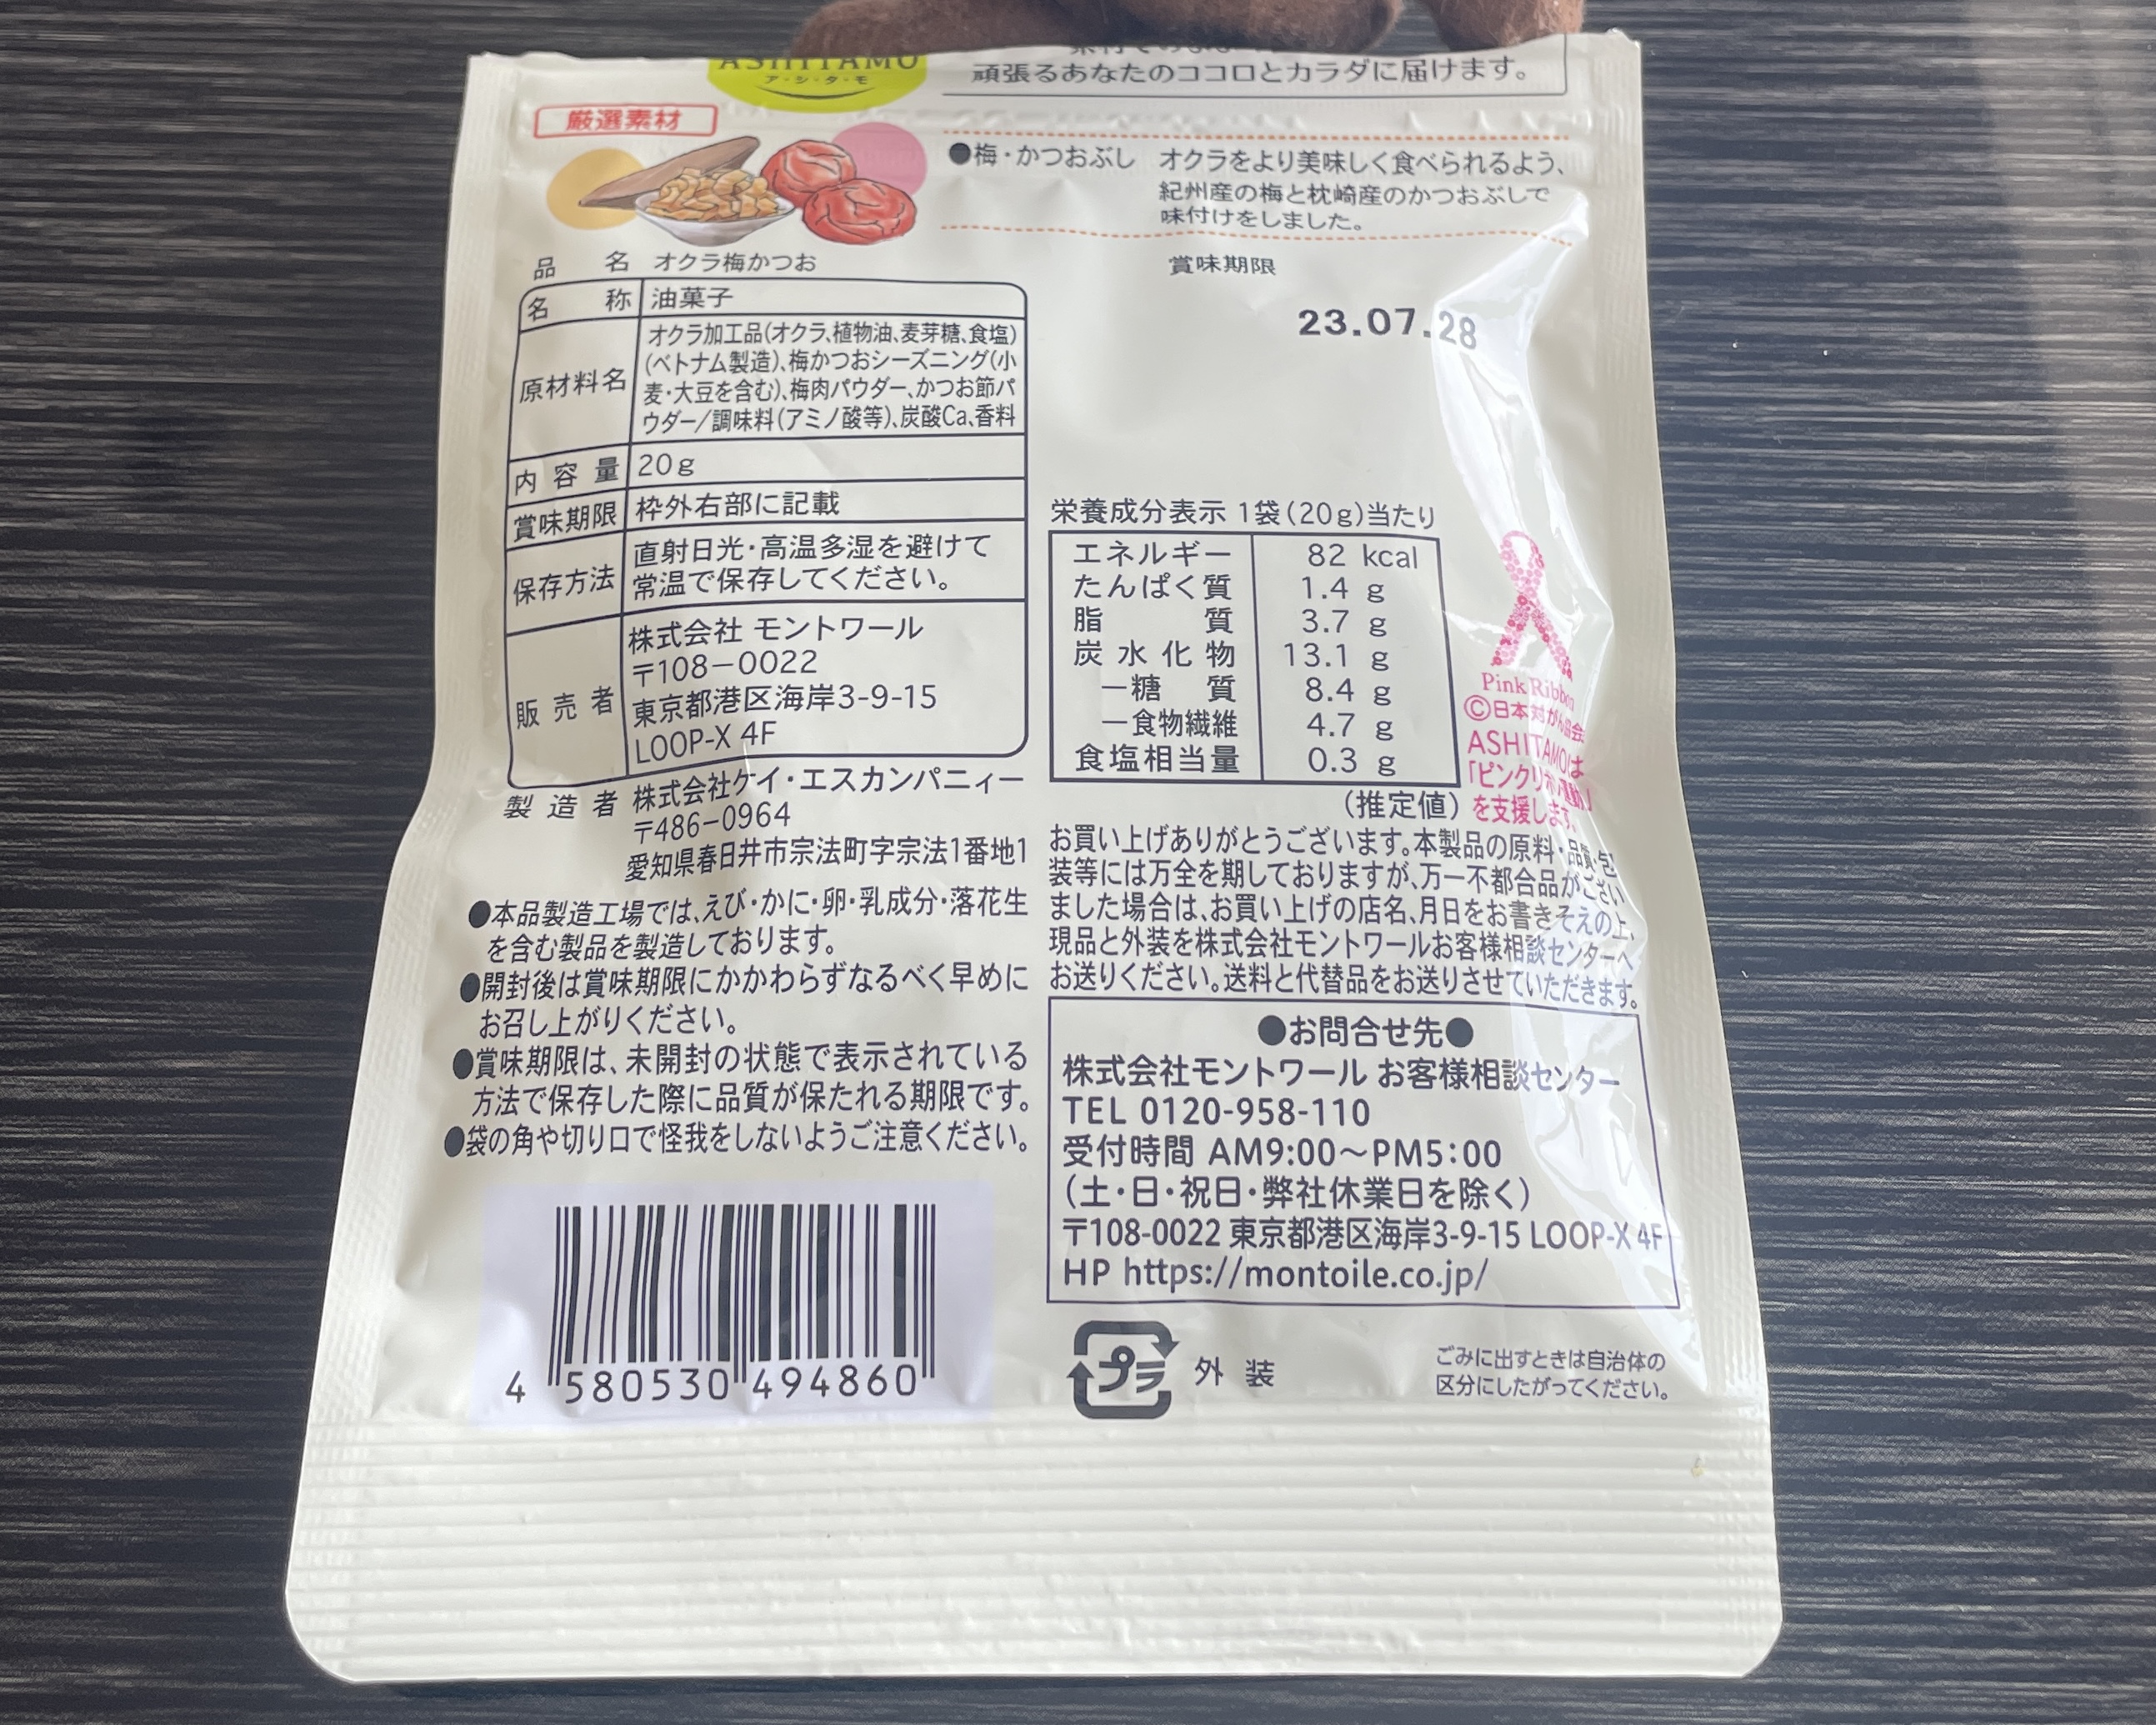 ASHITAMO
ア・シ・タ・モ
頑張るあなたのココロとカラダに届けます。
厳選素材
●梅・かつおぶし オクラをより美味しく食べられるよう、
紀州産の梅と枕崎産のかつおぶしで
味付けをしました。
品 名 オクラ梅かつお
名 称 油菓子
原材料名
オクラ加工品(オクラ、植物油、麦芽糖、食塩)
(ベトナム製造)、梅かつおシーズニング(小
麦・大豆を含む)、梅肉パウダー、かつお節パ
ウダー/調味料(アミノ酸等)、炭酸Ca、香料
内容量 20g
賞味期限 枠外右部に記載
保存方法
直射日光・高温多湿を避けて
常温で保存してください。
販売者
株式会社 モントワール
〒108-0022
東京都港区海岸3-9-15
LOOP-X 4F
製造者 株式会社ケイ・エスカンパニィー
〒486-0964
愛知県春日井市宗法町字宗法1番地1
●本品製造工場では、えび・かに・卵・乳成分・落花生
を含む製品を製造しております。
●開封後は賞味期限にかかわらずなるべく早めに
お召し上がりください。
●賞味期限は、未開封の状態で表示されている
方法で保存した際に品質が保たれる期限です。
●袋の角や切り口で怪我をしないようご注意ください。
4 580530 494860
賞味期限
23.07.28
栄養成分表示 1袋(20g)当たり
エネルギー 82 kcal
たんぱく質 1.4 g
脂質 3.7 g
炭水化物 13.1 g
－糖質 8.4 g
－食物繊維 4.7 g
食塩相当量 0.3 g
(推定値)
Pink Ribbon
©日本対がん協会
ASHITAMOは
「ピンクリボン運動」
を支援します。
お買い上げありがとうございます。本製品の原料・品質・包
装等には万全を期しておりますが、万一不都合品がござい
ました場合は、お買い上げの店名、月日をお書きそえの上、
現品と外装を株式会社モントワールお客様相談センターへ
お送りください。送料と代替品をお送りさせていただきます。
●お問合せ先●
株式会社モントワール お客様相談センター
TEL 0120-958-110
受付時間 AM9:00～PM5:00
(土・日・祝日・弊社休業日を除く)
〒108-0022 東京都港区海岸3-9-15 LOOP-X 4F
HP https://montoile.co.jp/
プラ 外装
ごみに出すときは自治体の
区分にしたがってください。